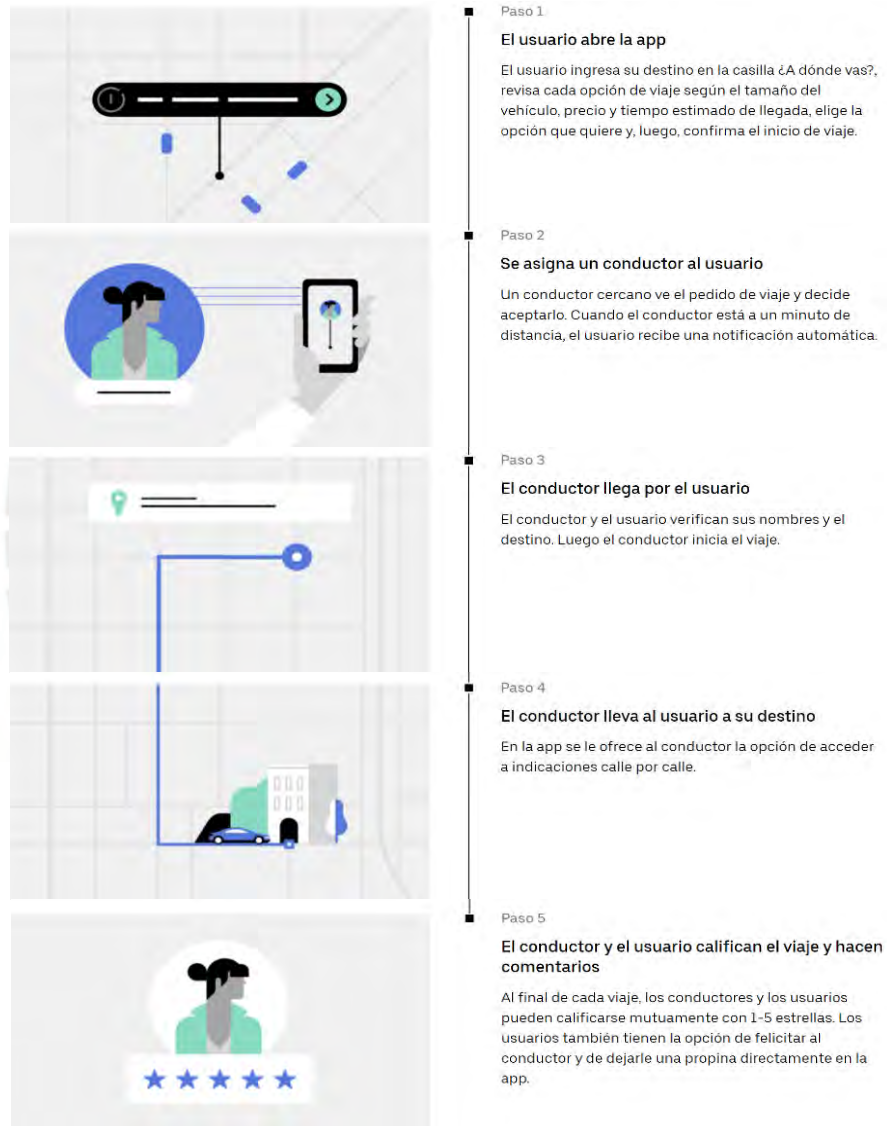 Paso 1
El usuario abre la app
El usuario ingresa su destino en la casilla ¿A dónde vas?,
revisa cada opción de viaje según el tamaño del
vehículo, precio y tiempo estimado de llegada, elige la
opción que quiere y, luego, confirma el inicio de viaje.
Paso 2
Se asigna un conductor al usuario
Un conductor cercano ve el pedido de viaje y decide
aceptarlo. Cuando el conductor está a un minuto de
distancia, el usuario recibe una notificación automática.
Paso 3
El conductor llega por el usuario
El conductor y el usuario verifican sus nombres y el
destino. Luego el conductor inicia el viaje.
Paso 4
El conductor lleva al usuario a su destino
En la app se le ofrece al conductor la opción de acceder
a indicaciones calle por calle.
Paso 5
El conductor y el usuario califican el viaje y hacen
comentarios
Al final de cada viaje, los conductores y los usuarios
pueden calificarse mutuamente con 1-5 estrellas. Los
usuarios también tienen la opción de felicitar al
conductor y de dejarle una propina directamente en la
app.